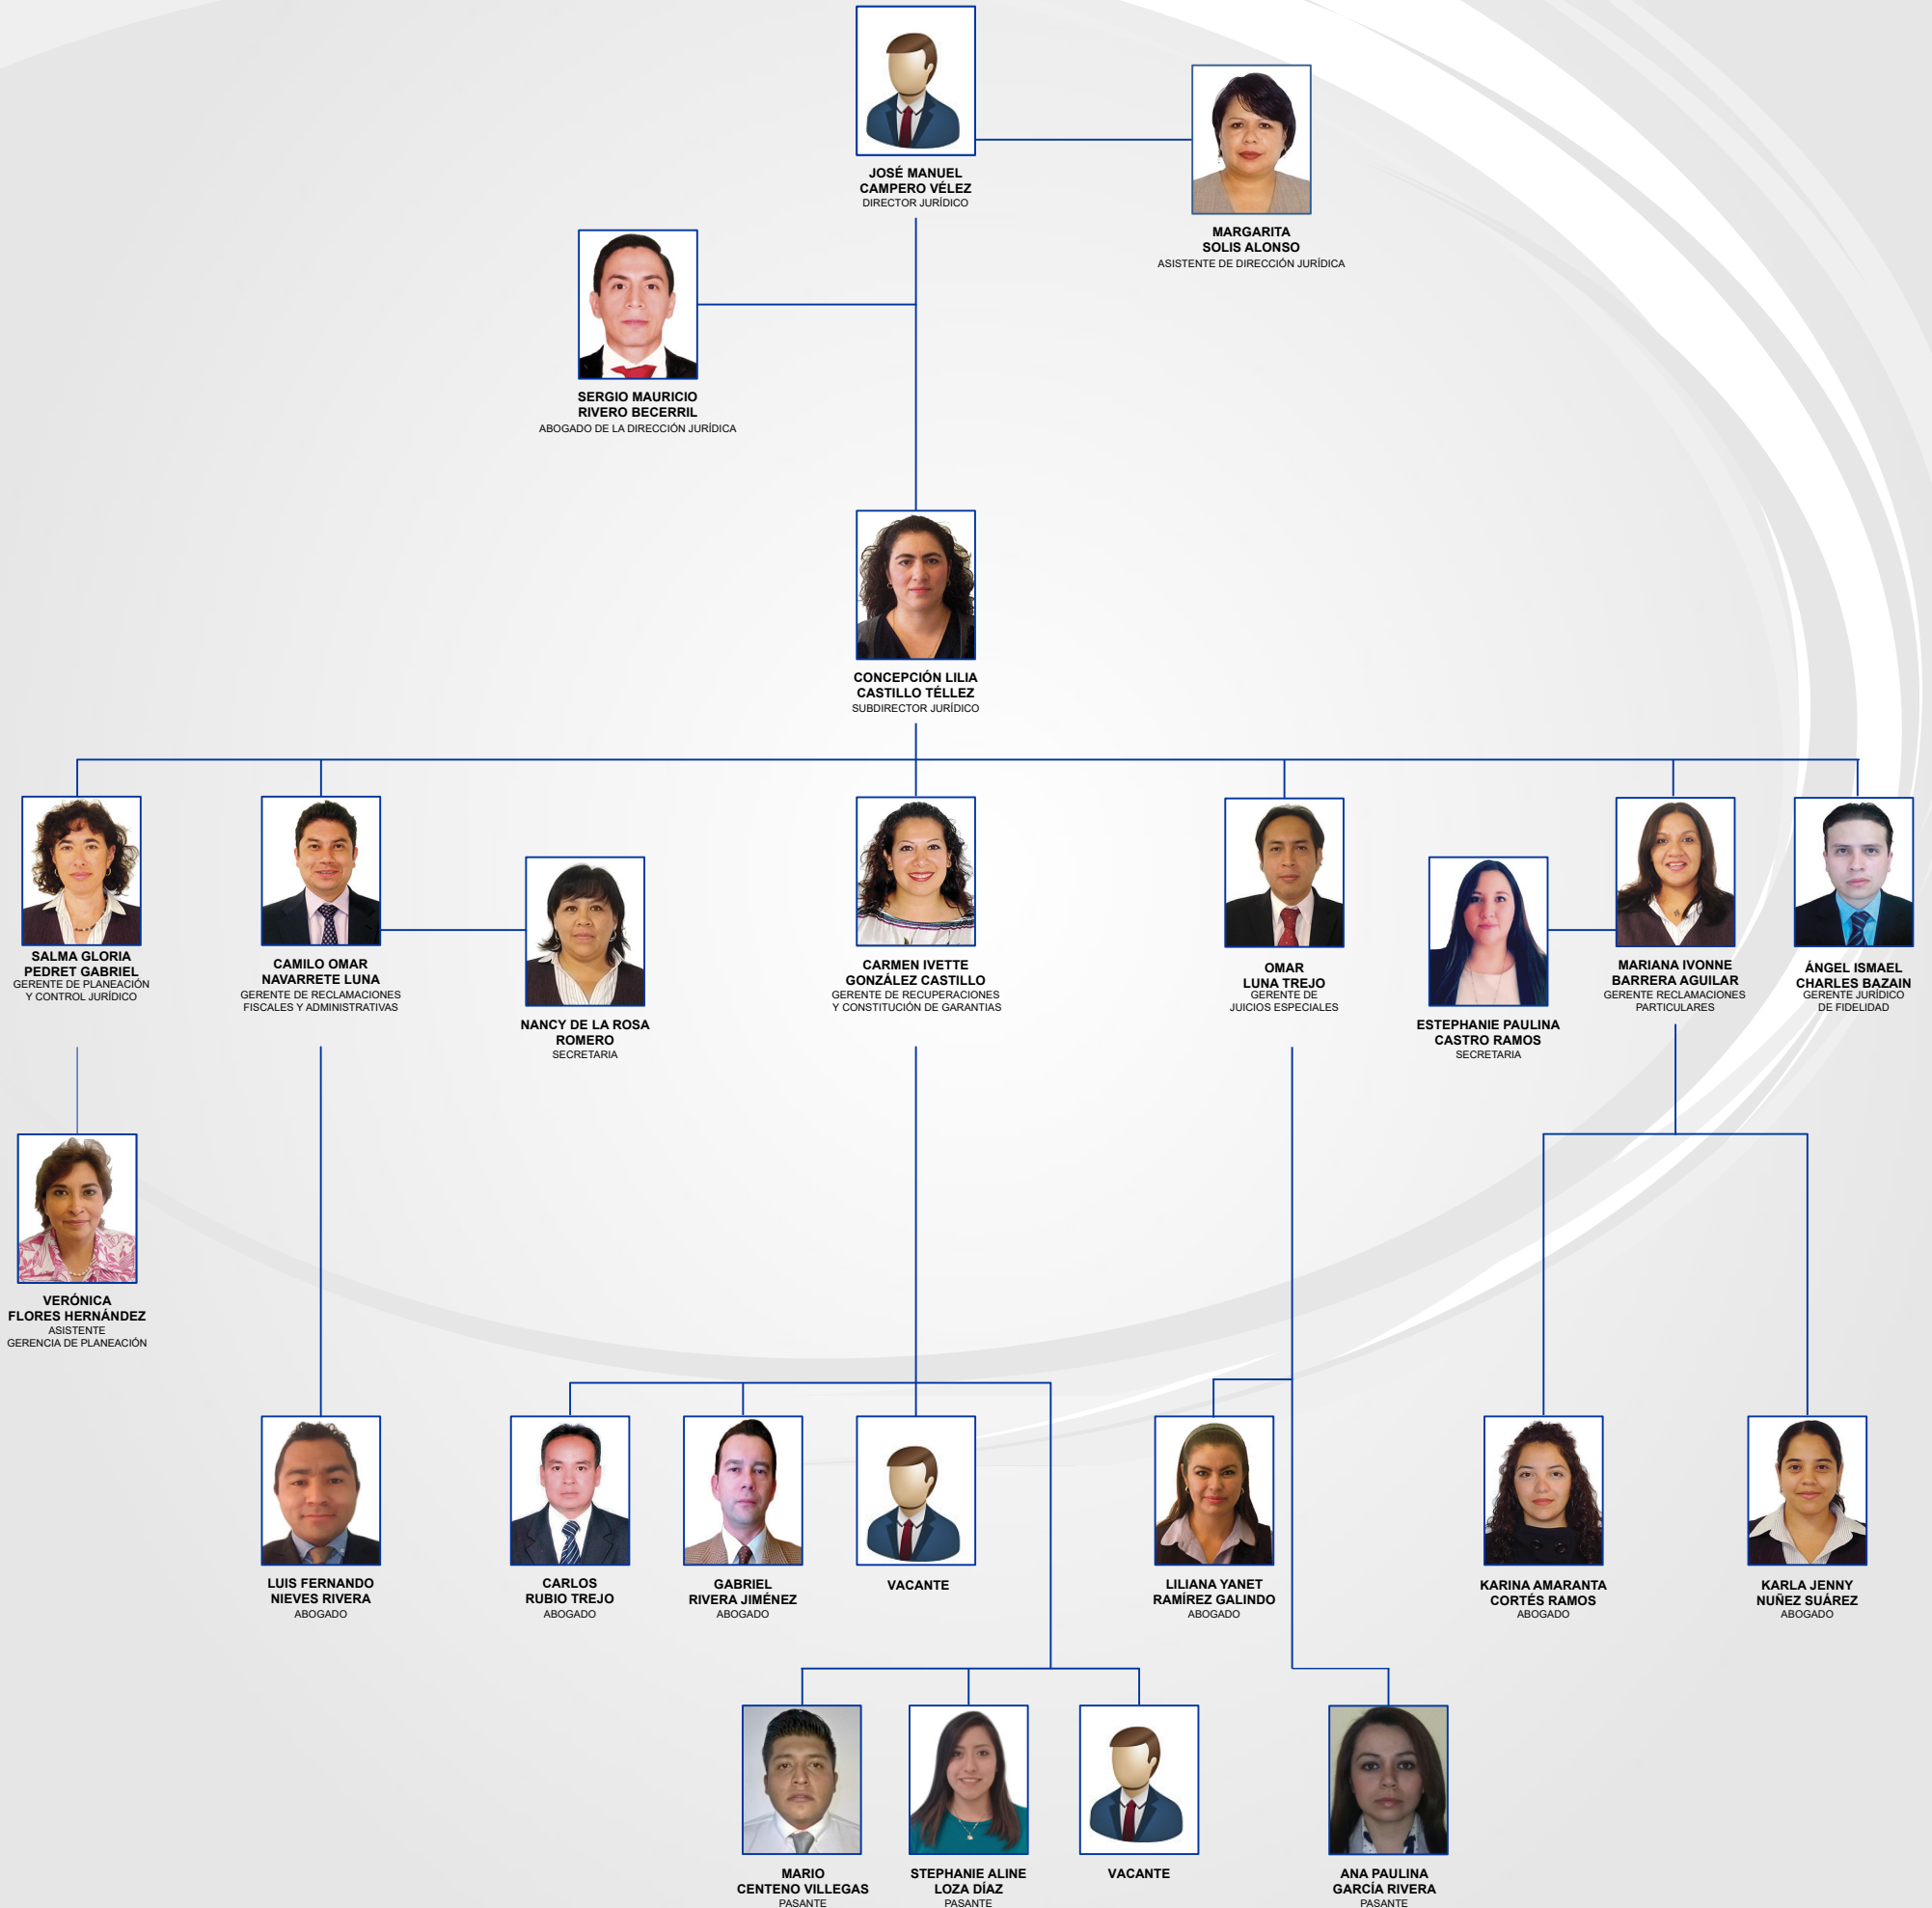 JOSÉ MANUEL
CAMPERO VÉLEZ
DIRECTOR JURÍDICO
MARGARITA
SOLIS ALONSO
ASISTENTE DE DIRECCIÓN JURÍDICA
SERGIO MAURICIO
RIVERO BECERRIL
ABOGADO DE LA DIRECCIÓN JURÍDICA
CONCEPCIÓN LILIA
CASTILLO TÉLLEZ
SUBDIRECTOR JURÍDICO
SALMA GLORIA
PEDRET GABRIEL
GERENTE DE PLANEACIÓN
Y CONTROL JURÍDICO
CAMILO OMAR
NAVARRETE LUNA
GERENTE DE RECLAMACIONES
FISCALES Y ADMINISTRATIVAS
NANCY DE LA ROSA
ROMERO
SECRETARIA
CARMEN IVETTE
GONZÁLEZ CASTILLO
GERENTE DE RECUPERACIONES
Y CONSTITUCIÓN DE GARANTIAS
OMAR
LUNA TREJO
GERENTE DE
JUICIOS ESPECIALES
ESTEPHANIE PAULINA
CASTRO RAMOS
SECRETARIA
MARIANA IVONNE
BARRERA AGUILAR
GERENTE RECLAMACIONES
PARTICULARES
ÁNGEL ISMAEL
CHARLES BAZAIN
GERENTE JURÍDICO
DE FIDELIDAD
VERÓNICA
FLORES HERNÁNDEZ
ASISTENTE
GERENCIA DE PLANEACIÓN
LUIS FERNANDO
NIEVES RIVERA
ABOGADO
CARLOS
RUBIO TREJO
ABOGADO
GABRIEL
RIVERA JIMÉNEZ
ABOGADO
VACANTE
LILIANA YANET
RAMÍREZ GALINDO
ABOGADO
KARINA AMARANTA
CORTÉS RAMOS
ABOGADO
KARLA JENNY
NUÑEZ SUÁREZ
ABOGADO
MARIO
CENTENO VILLEGAS
PASANTE
STEPHANIE ALINE
LOZA DÍAZ
PASANTE
VACANTE
ANA PAULINA
GARCÍA RIVERA
PASANTE